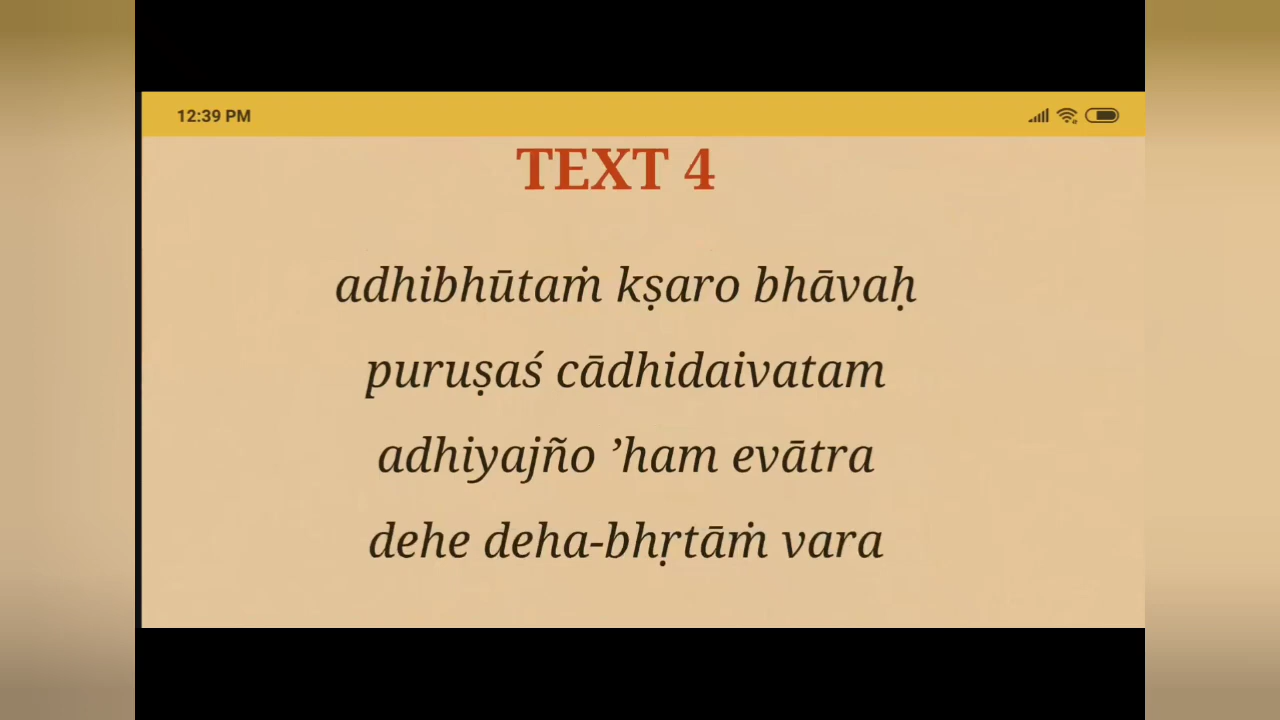 12:39 PM
TEXT 4
adhibhūtaṁ kṣaro bhāvaḥ
puruṣaś cādhidaivatam
adhiyajño ’ham evātra
dehe deha-bhṛtāṁ vara